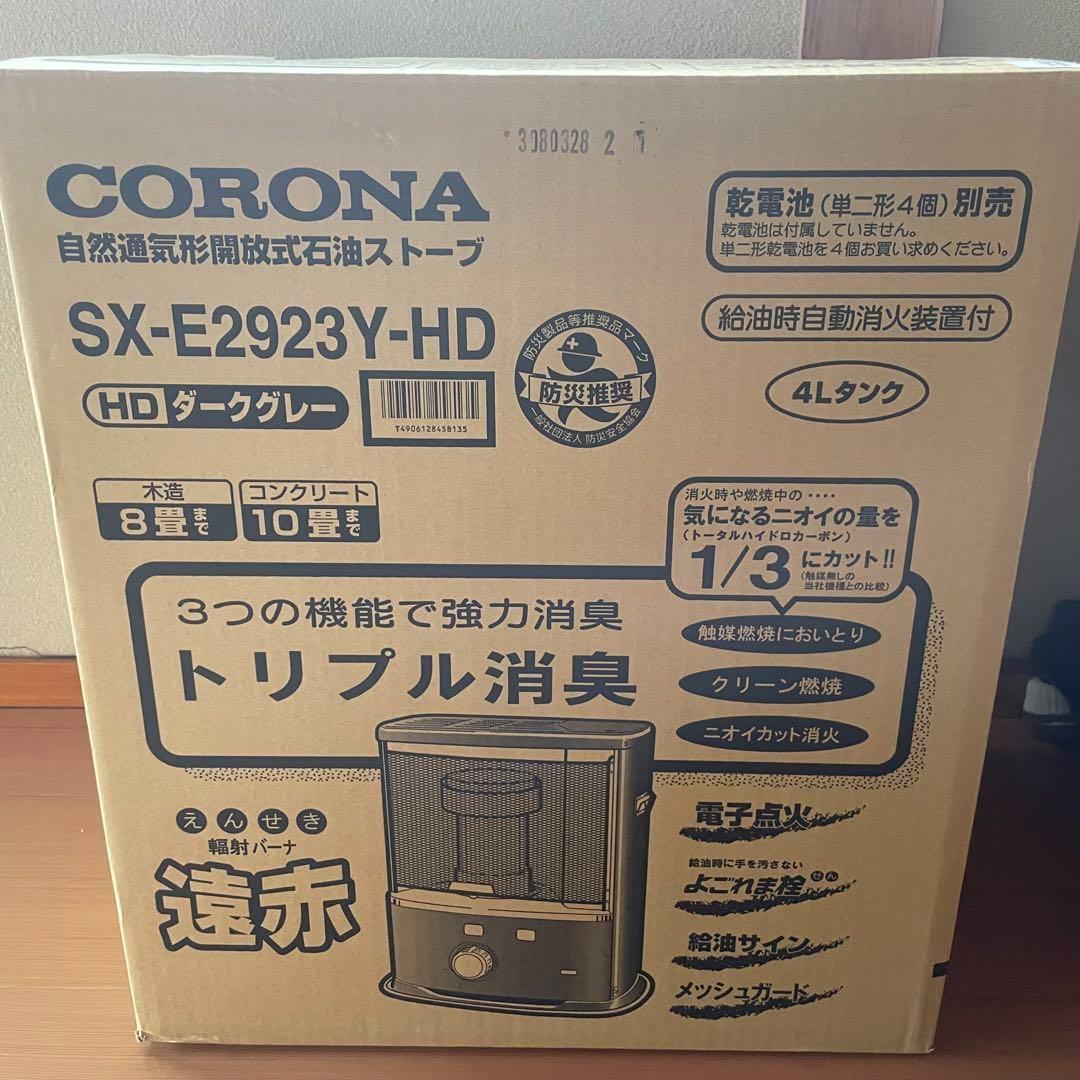 3080328 2
CORONA
自然通気形開放式石油ストーブ
SX-E2923Y-HD
HD ダークグレー
T4906128458135
防災製品等推奨品マーク
防災推奨
一般社団法人 防災安全協会
乾電池(単二形4個)別売
乾電池は付属していません。
単二形乾電池を4個お買い求めください。
給油時自動消火装置付
4Lタンク
木造
8畳まで
コンクリート
10畳まで
消火時や燃焼中の‥‥
気になるニオイの量を
(トータルハイドロカーボン)
1/3にカット!!
(触媒無しの
当社機種との比較)
3つの機能で強力消臭
トリプル消臭
触媒燃焼においとり
クリーン燃焼
ニオイカット消火
えんせき
輻射バーナ
遠赤
電子点火
給油時に手を汚さない
よごれま栓せん
給油サイン
メッシュガード